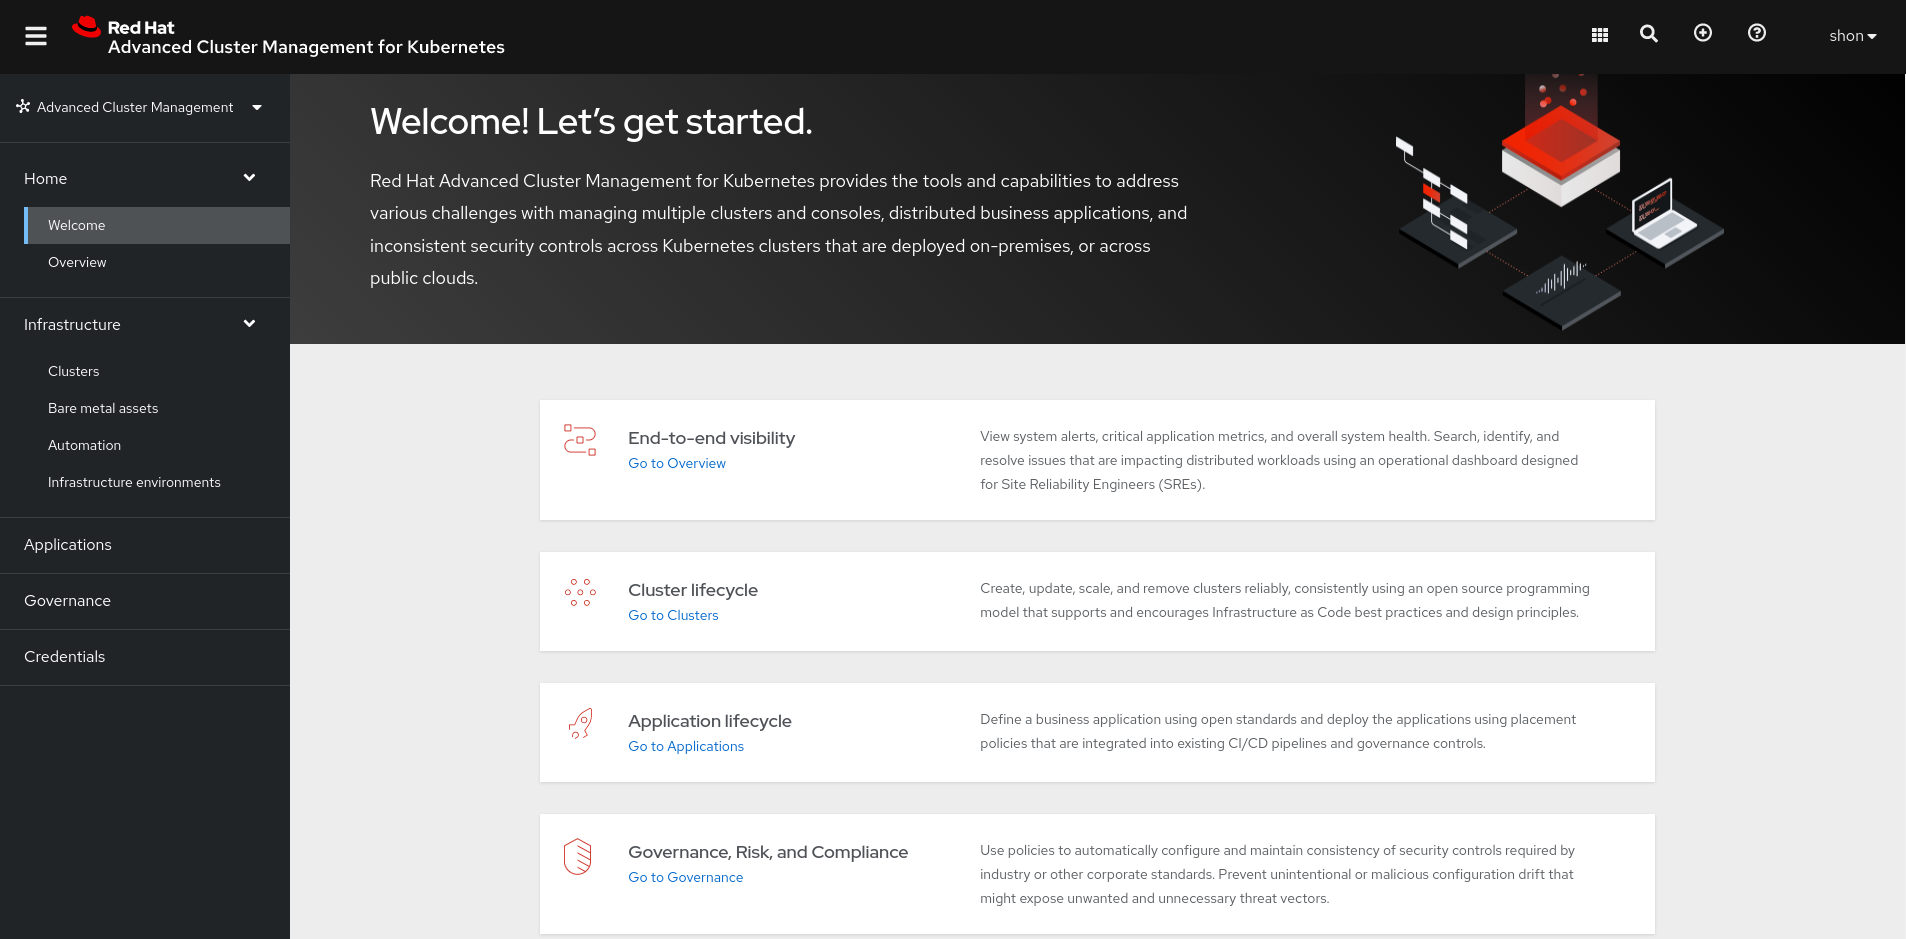 Red Hat
Advanced Cluster Management for Kubernetes
shon
Advanced Cluster Management
Home
Welcome
Overview
Infrastructure
Clusters
Bare metal assets
Automation
Infrastructure environments
Applications
Governance
Credentials
Welcome! Let’s get started.
Red Hat Advanced Cluster Management for Kubernetes provides the tools and capabilities to address
various challenges with managing multiple clusters and consoles, distributed business applications, and
inconsistent security controls across Kubernetes clusters that are deployed on-premises, or across
public clouds.
End-to-end visibility
Go to Overview
View system alerts, critical application metrics, and overall system health. Search, identify, and
resolve issues that are impacting distributed workloads using an operational dashboard designed
for Site Reliability Engineers (SREs).
Cluster lifecycle
Go to Clusters
Create, update, scale, and remove clusters reliably, consistently using an open source programming
model that supports and encourages Infrastructure as Code best practices and design principles.
Application lifecycle
Go to Applications
Define a business application using open standards and deploy the applications using placement
policies that are integrated into existing CI/CD pipelines and governance controls.
Governance, Risk, and Compliance
Go to Governance
Use policies to automatically configure and maintain consistency of security controls required by
industry or other corporate standards. Prevent unintentional or malicious configuration drift that
might expose unwanted and unnecessary threat vectors.